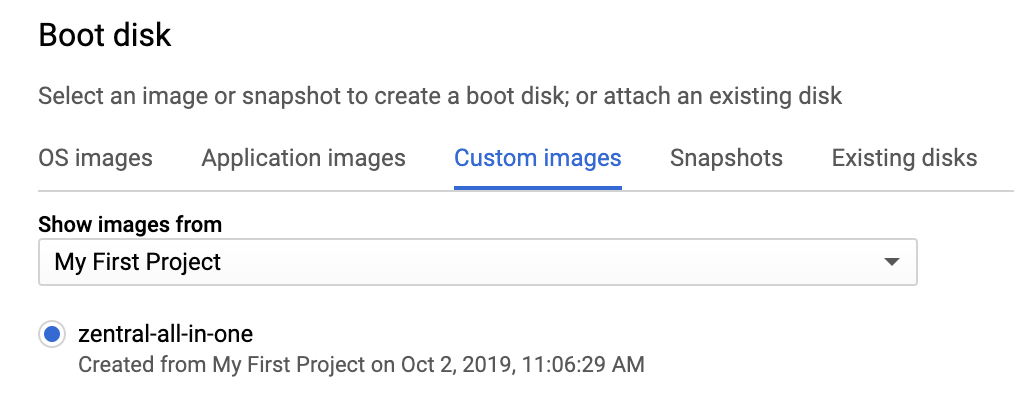 Boot disk
Select an image or snapshot to create a boot disk; or attach an existing disk
OS images Application images Custom images Snapshots Existing disks
Show images from
My First Project
zentral-all-in-one
Created from My First Project on Oct 2, 2019, 11:06:29 AM